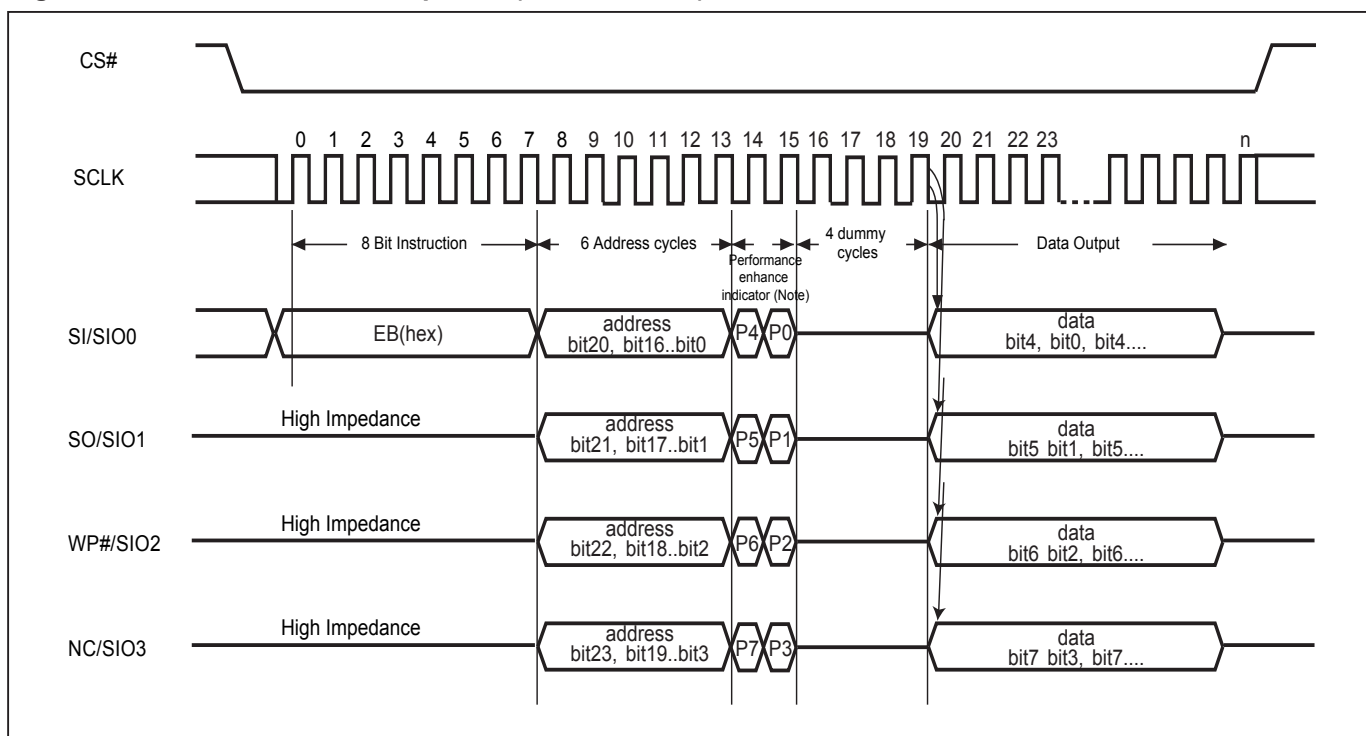 CS#
0 1 2 3 4 5 6 7 8 9 10 11 12 13 14 15 16 17 18 19 20 21 22 23 n
SCLK
8 Bit Instruction
6 Address cycles
Performance
enhance
indicator (Note)
4 dummy
cycles
Data Output
SI/SIO0
EB(hex)
address
bit20, bit16..bit0
P4 P0
data
bit4, bit0, bit4....
SO/SIO1
High Impedance
address
bit21, bit17..bit1
P5 P1
data
bit5 bit1, bit5....
WP#/SIO2
High Impedance
address
bit22, bit18..bit2
P6 P2
data
bit6 bit2, bit6....
NC/SIO3
High Impedance
address
bit23, bit19..bit3
P7 P3
data
bit7 bit3, bit7....